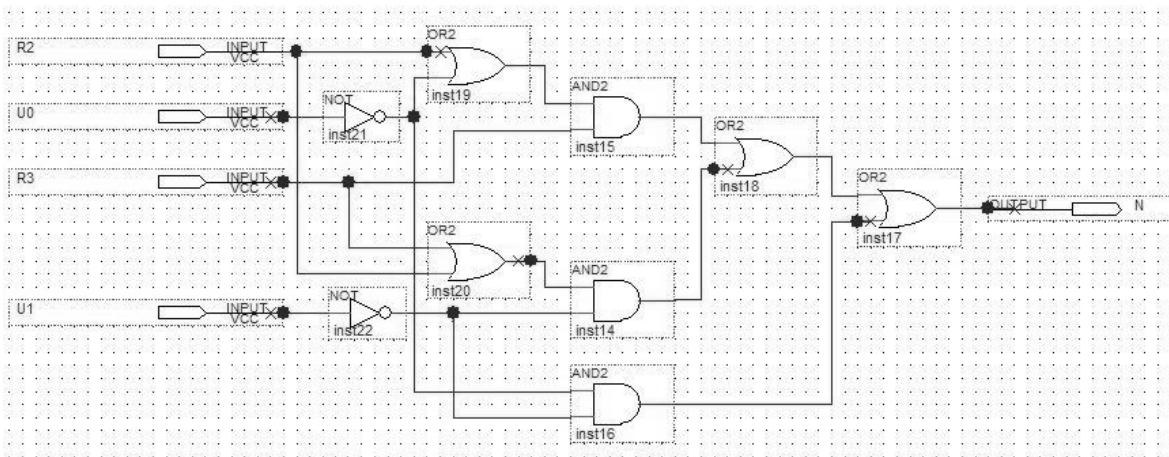 OR2
R2 INPUT
VCC
inst19
AND2
NOT
U0 INPUT
VCC
inst21
OR2
inst15
R3 INPUT
VCC
inst18
OR2
OUTPUT N
OR2
inst17
AND2
inst20
NOT
U1 INPUT
VCC
inst22
inst14
AND2
inst16